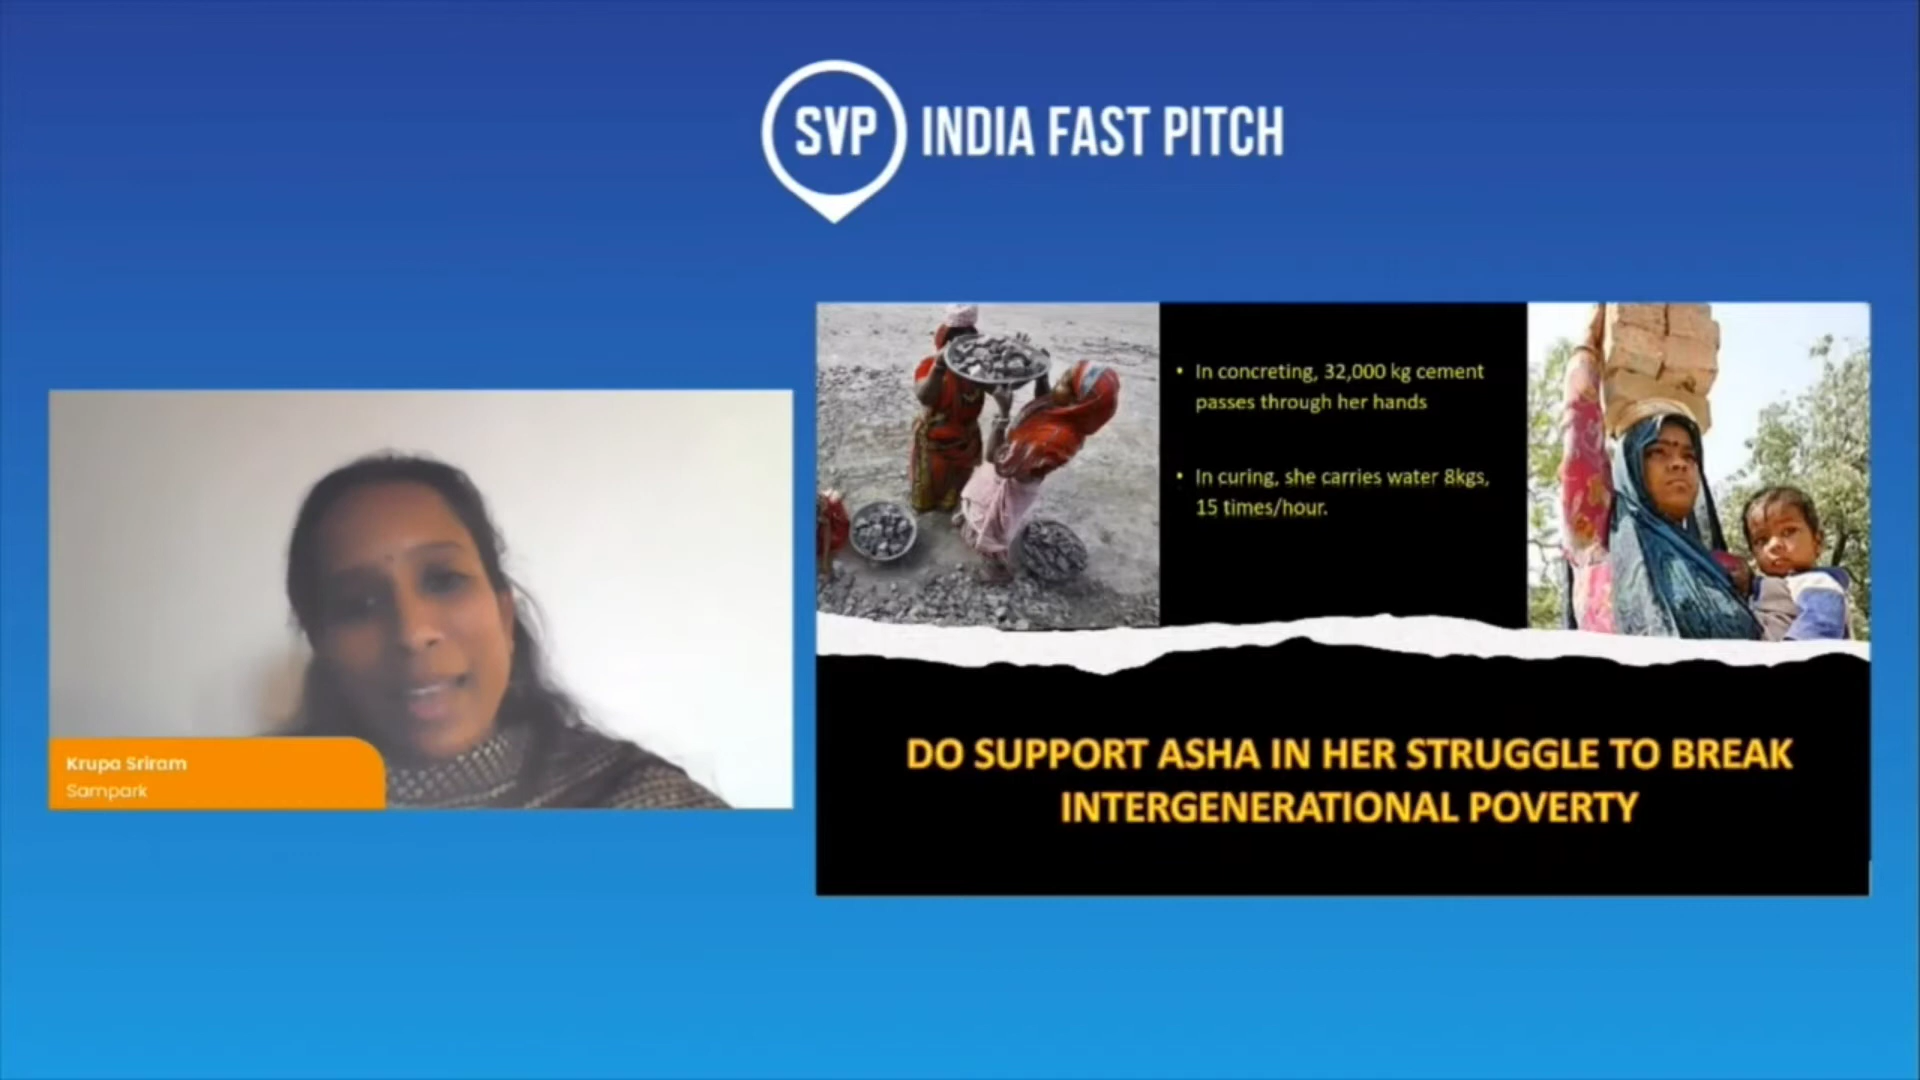 SVP INDIA FAST PITCH
• In concreting, 32,000 kg cement
passes through her hands
• In curing, she carries water 8kgs,
15 times/hour.
DO SUPPORT ASHA IN HER STRUGGLE TO BREAK
INTERGENERATIONAL POVERTY
Krupa Sriram
Sampark